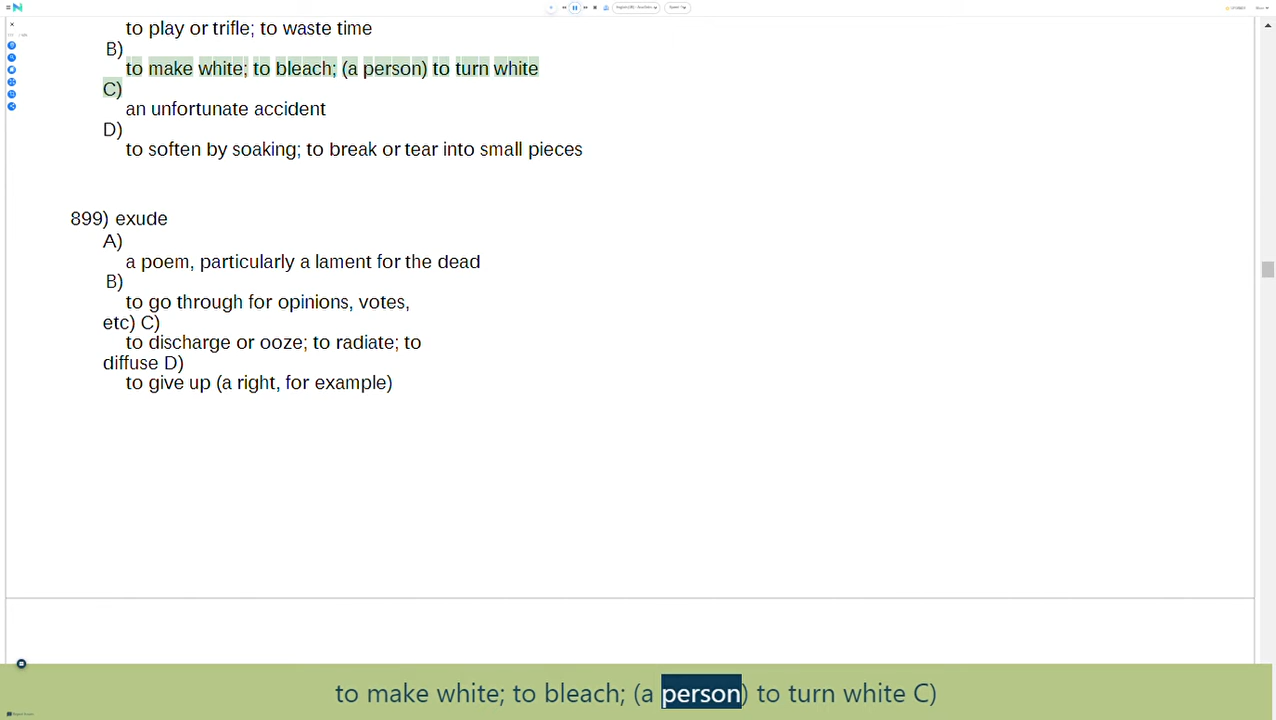 to play or trifle; to waste time
B)
to make white; to bleach; (a person) to turn white
C)
an unfortunate accident
D)
to soften by soaking; to break or tear into small pieces
899) exude
A)
a poem, particularly a lament for the dead
B)
to go through for opinions, votes,
etc) C)
to discharge or ooze; to radiate; to
diffuse D)
to give up (a right, for example)
to make white; to bleach; (a person) to turn white C)